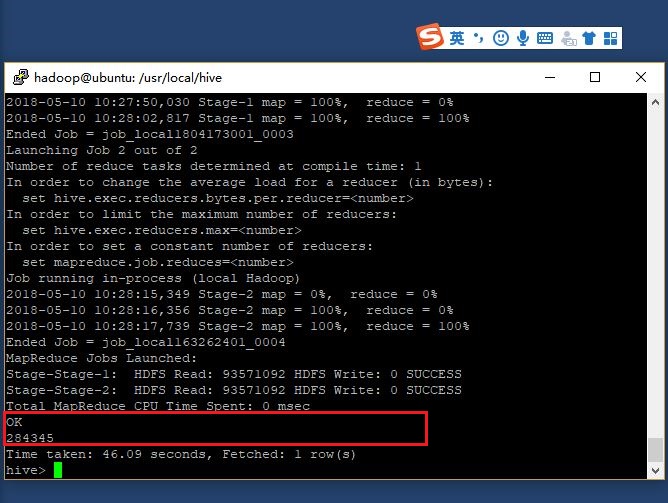 英
hadoop@ubuntu: /usr/local/hive
2018-05-10 10:27:50,030 Stage-1 map = 100%,  reduce = 0%
2018-05-10 10:28:02,817 Stage-1 map = 100%,  reduce = 100%
Ended Job = job_local1804173001_0003
Launching Job 2 out of 2
Number of reduce tasks determined at compile time: 1
In order to change the average load for a reducer (in bytes):
  set hive.exec.reducers.bytes.per.reducer=<number>
In order to limit the maximum number of reducers:
  set hive.exec.reducers.max=<number>
In order to set a constant number of reducers:
  set mapreduce.job.reduces=<number>
Job running in-process (local Hadoop)
2018-05-10 10:28:15,349 Stage-2 map = 0%,  reduce = 0%
2018-05-10 10:28:16,356 Stage-2 map = 100%,  reduce = 0%
2018-05-10 10:28:17,739 Stage-2 map = 100%,  reduce = 100%
Ended Job = job_local63262401_0004
MapReduce Jobs Launched:
Stage-Stage-1:  HDFS Read: 93571092 HDFS Write: 0 SUCCESS
Stage-Stage-2:  HDFS Read: 93571092 HDFS Write: 0 SUCCESS
Total MapReduce CPU Time Spent: 0 msec
OK
284345
Time taken: 46.09 seconds, Fetched: 1 row(s)
hive>